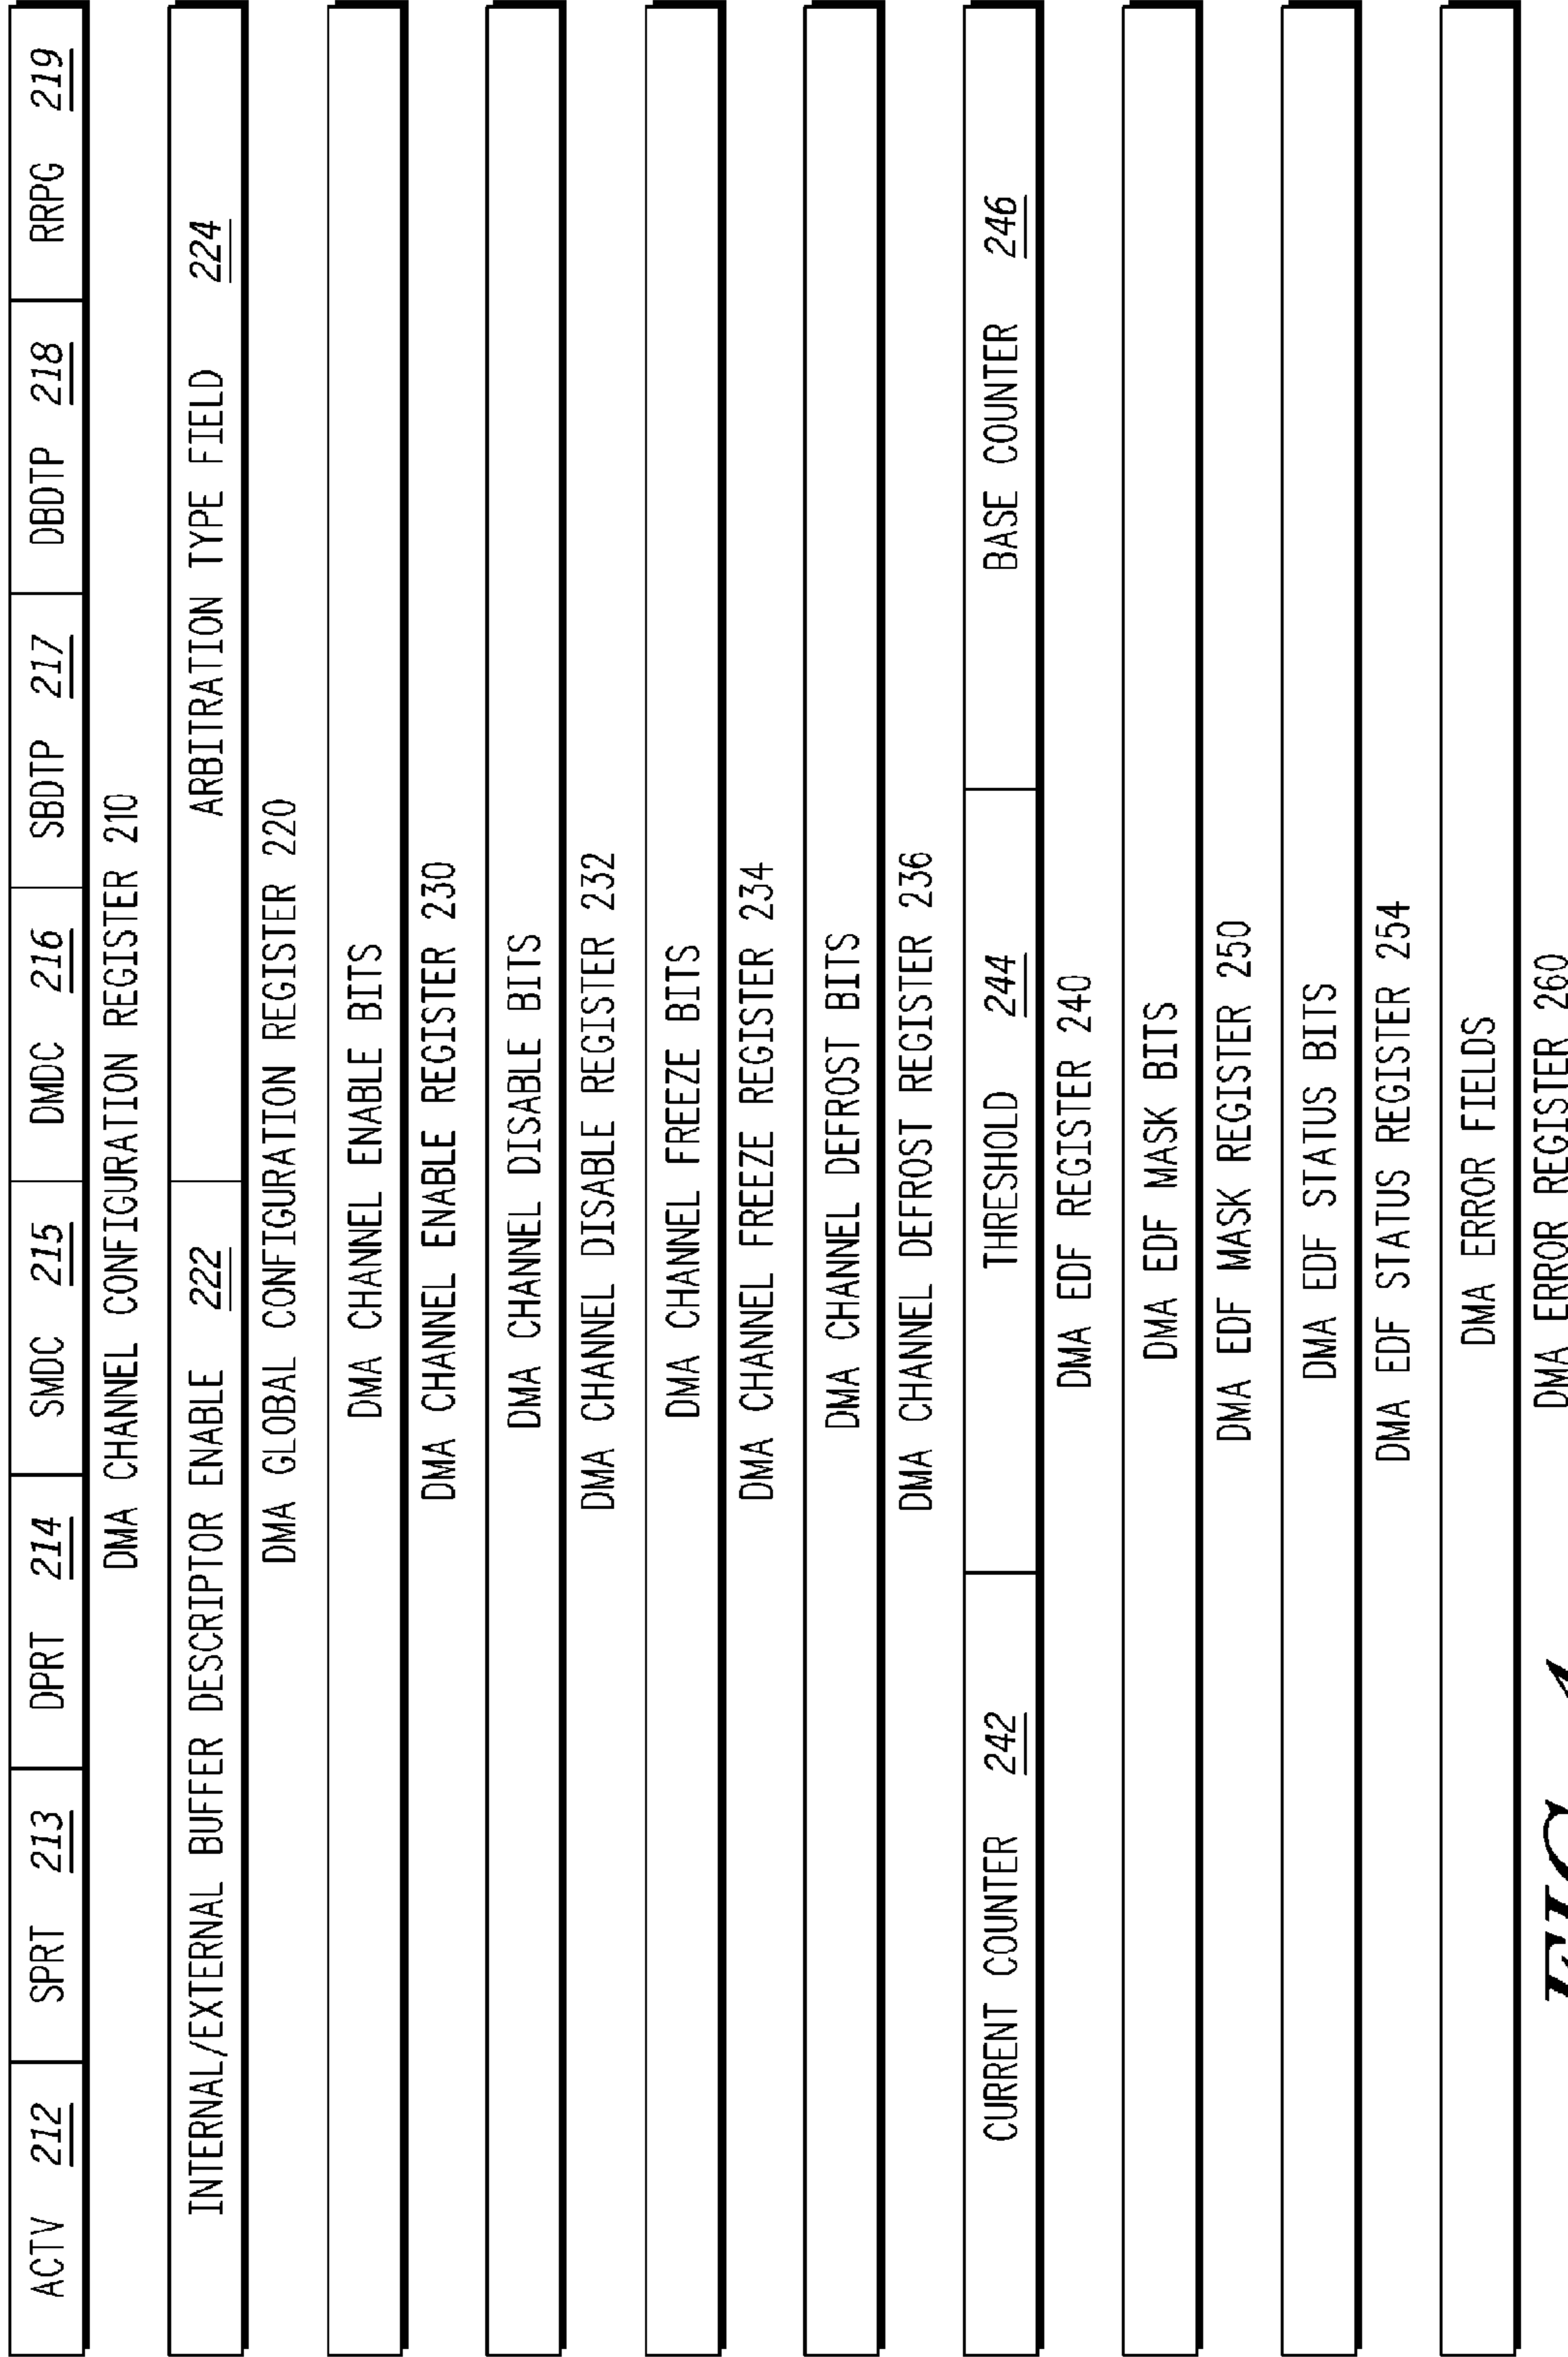 ACTV 212 SPRT 213 DPRT 214 SMDC 215 DMDC 216 SBDTP 217 DBDTP 218 RRPG 219
DMA CHANNEL CONFIGURATION REGISTER 210
INTERNAL/EXTERNAL BUFFER DESCRIPTOR ENABLE 222 ARBITRATION TYPE FIELD 224
DMA GLOBAL CONFIGURATION REGISTER 220
DMA CHANNEL ENABLE BITS
DMA CHANNEL ENABLE REGISTER 230
DMA CHANNEL DISABLE BITS
DMA CHANNEL DISABLE REGISTER 232
DMA CHANNEL FREEZE BITS
DMA CHANNEL FREEZE REGISTER 234
DMA CHANNEL DEFROST BITS
DMA CHANNEL DEFROST REGISTER 236
CURRENT COUNTER 242 THRESHOLD 244 BASE COUNTER 246
DMA EDF REGISTER 240
DMA EDF MASK BITS
DMA EDF MASK REGISTER 250
DMA EDF STATUS BITS
DMA EDF STATUS REGISTER 254
DMA ERROR FIELDS
DMA ERROR REGISTER 260